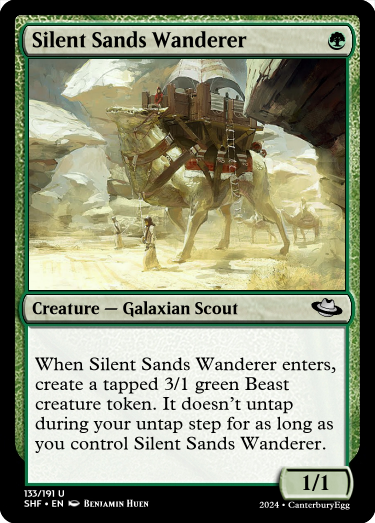 Silent Sands Wanderer
Creature — Galaxian Scout
When Silent Sands Wanderer enters,
create a tapped 3/1 green Beast
creature token. It doesn't untap
during your untap step for as long as
you control Silent Sands Wanderer.
1/1
133/191 U
SHF • EN Benjamin Huen
2024 • CanterburyEgg